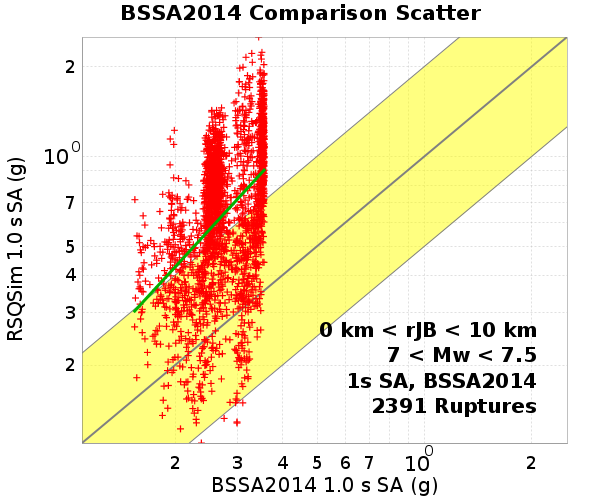 BSSA2014 Comparison Scatter
RSQSim 1.0 s SA (g)
2
10⁰
7
5
4
3
2
0 km < rJB < 10 km
7 < Mw < 7.5
1s SA, BSSA2014
2391 Ruptures
2 3 4 5 6 7 10⁰ 2
BSSA2014 1.0 s SA (g)